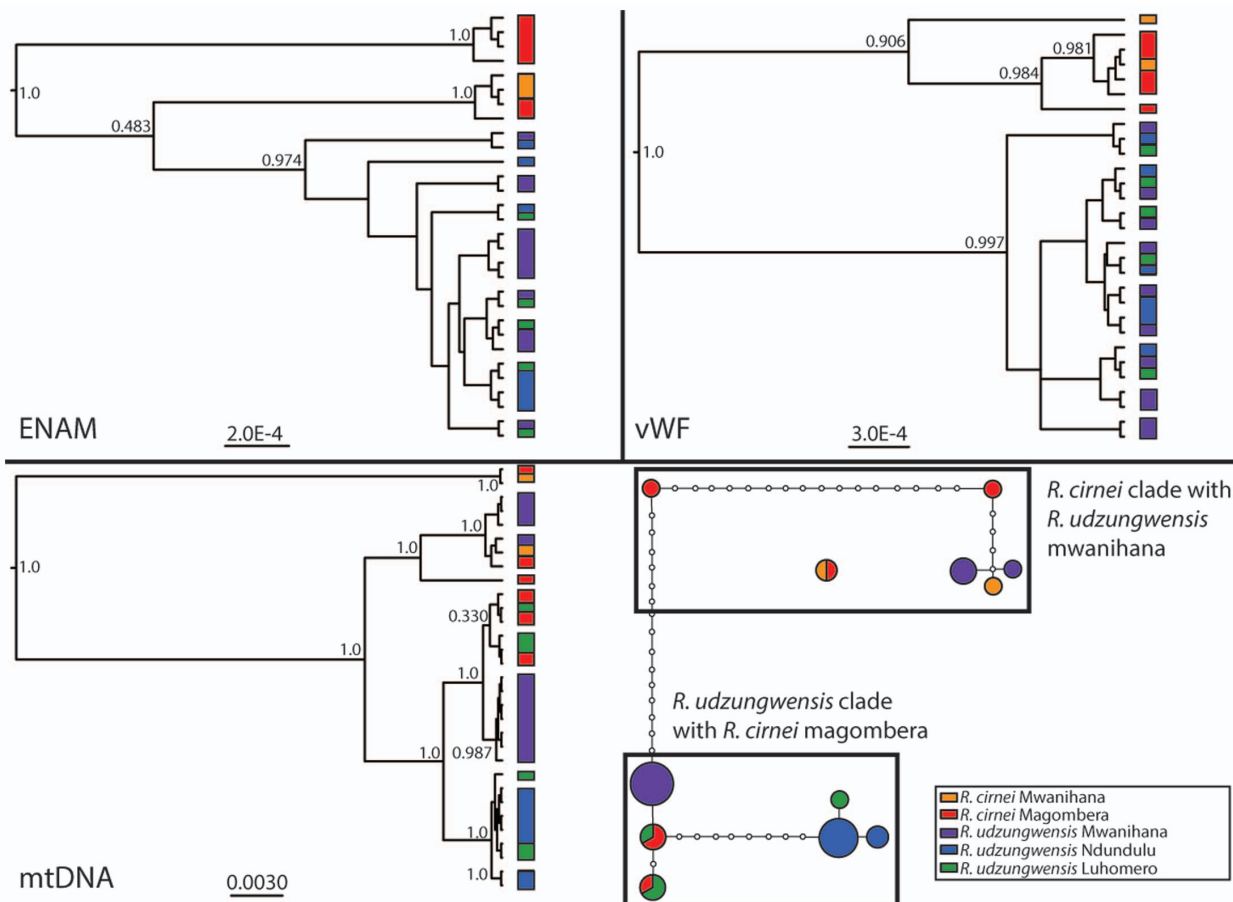 1.0
1.0
1.0
0.483
0.974
ENAM
2.0E-4
0.906
0.981
0.984
1.0
0.997
vWF
3.0E-4
1.0
1.0
1.0
1.0
0.330
1.0
1.0
1.0
0.987
1.0
1.0
mtDNA
0.0030
R. cirnei clade with
R. udzungwensis
mwanihana
R. udzungwensis clade
with R. cirnei magombera
R. cirnei Mwanihana
R. cirnei Magombera
R. udzungwensis Mwanihana
R. udzungwensis Ndundulu
R. udzungwensis Luhomero